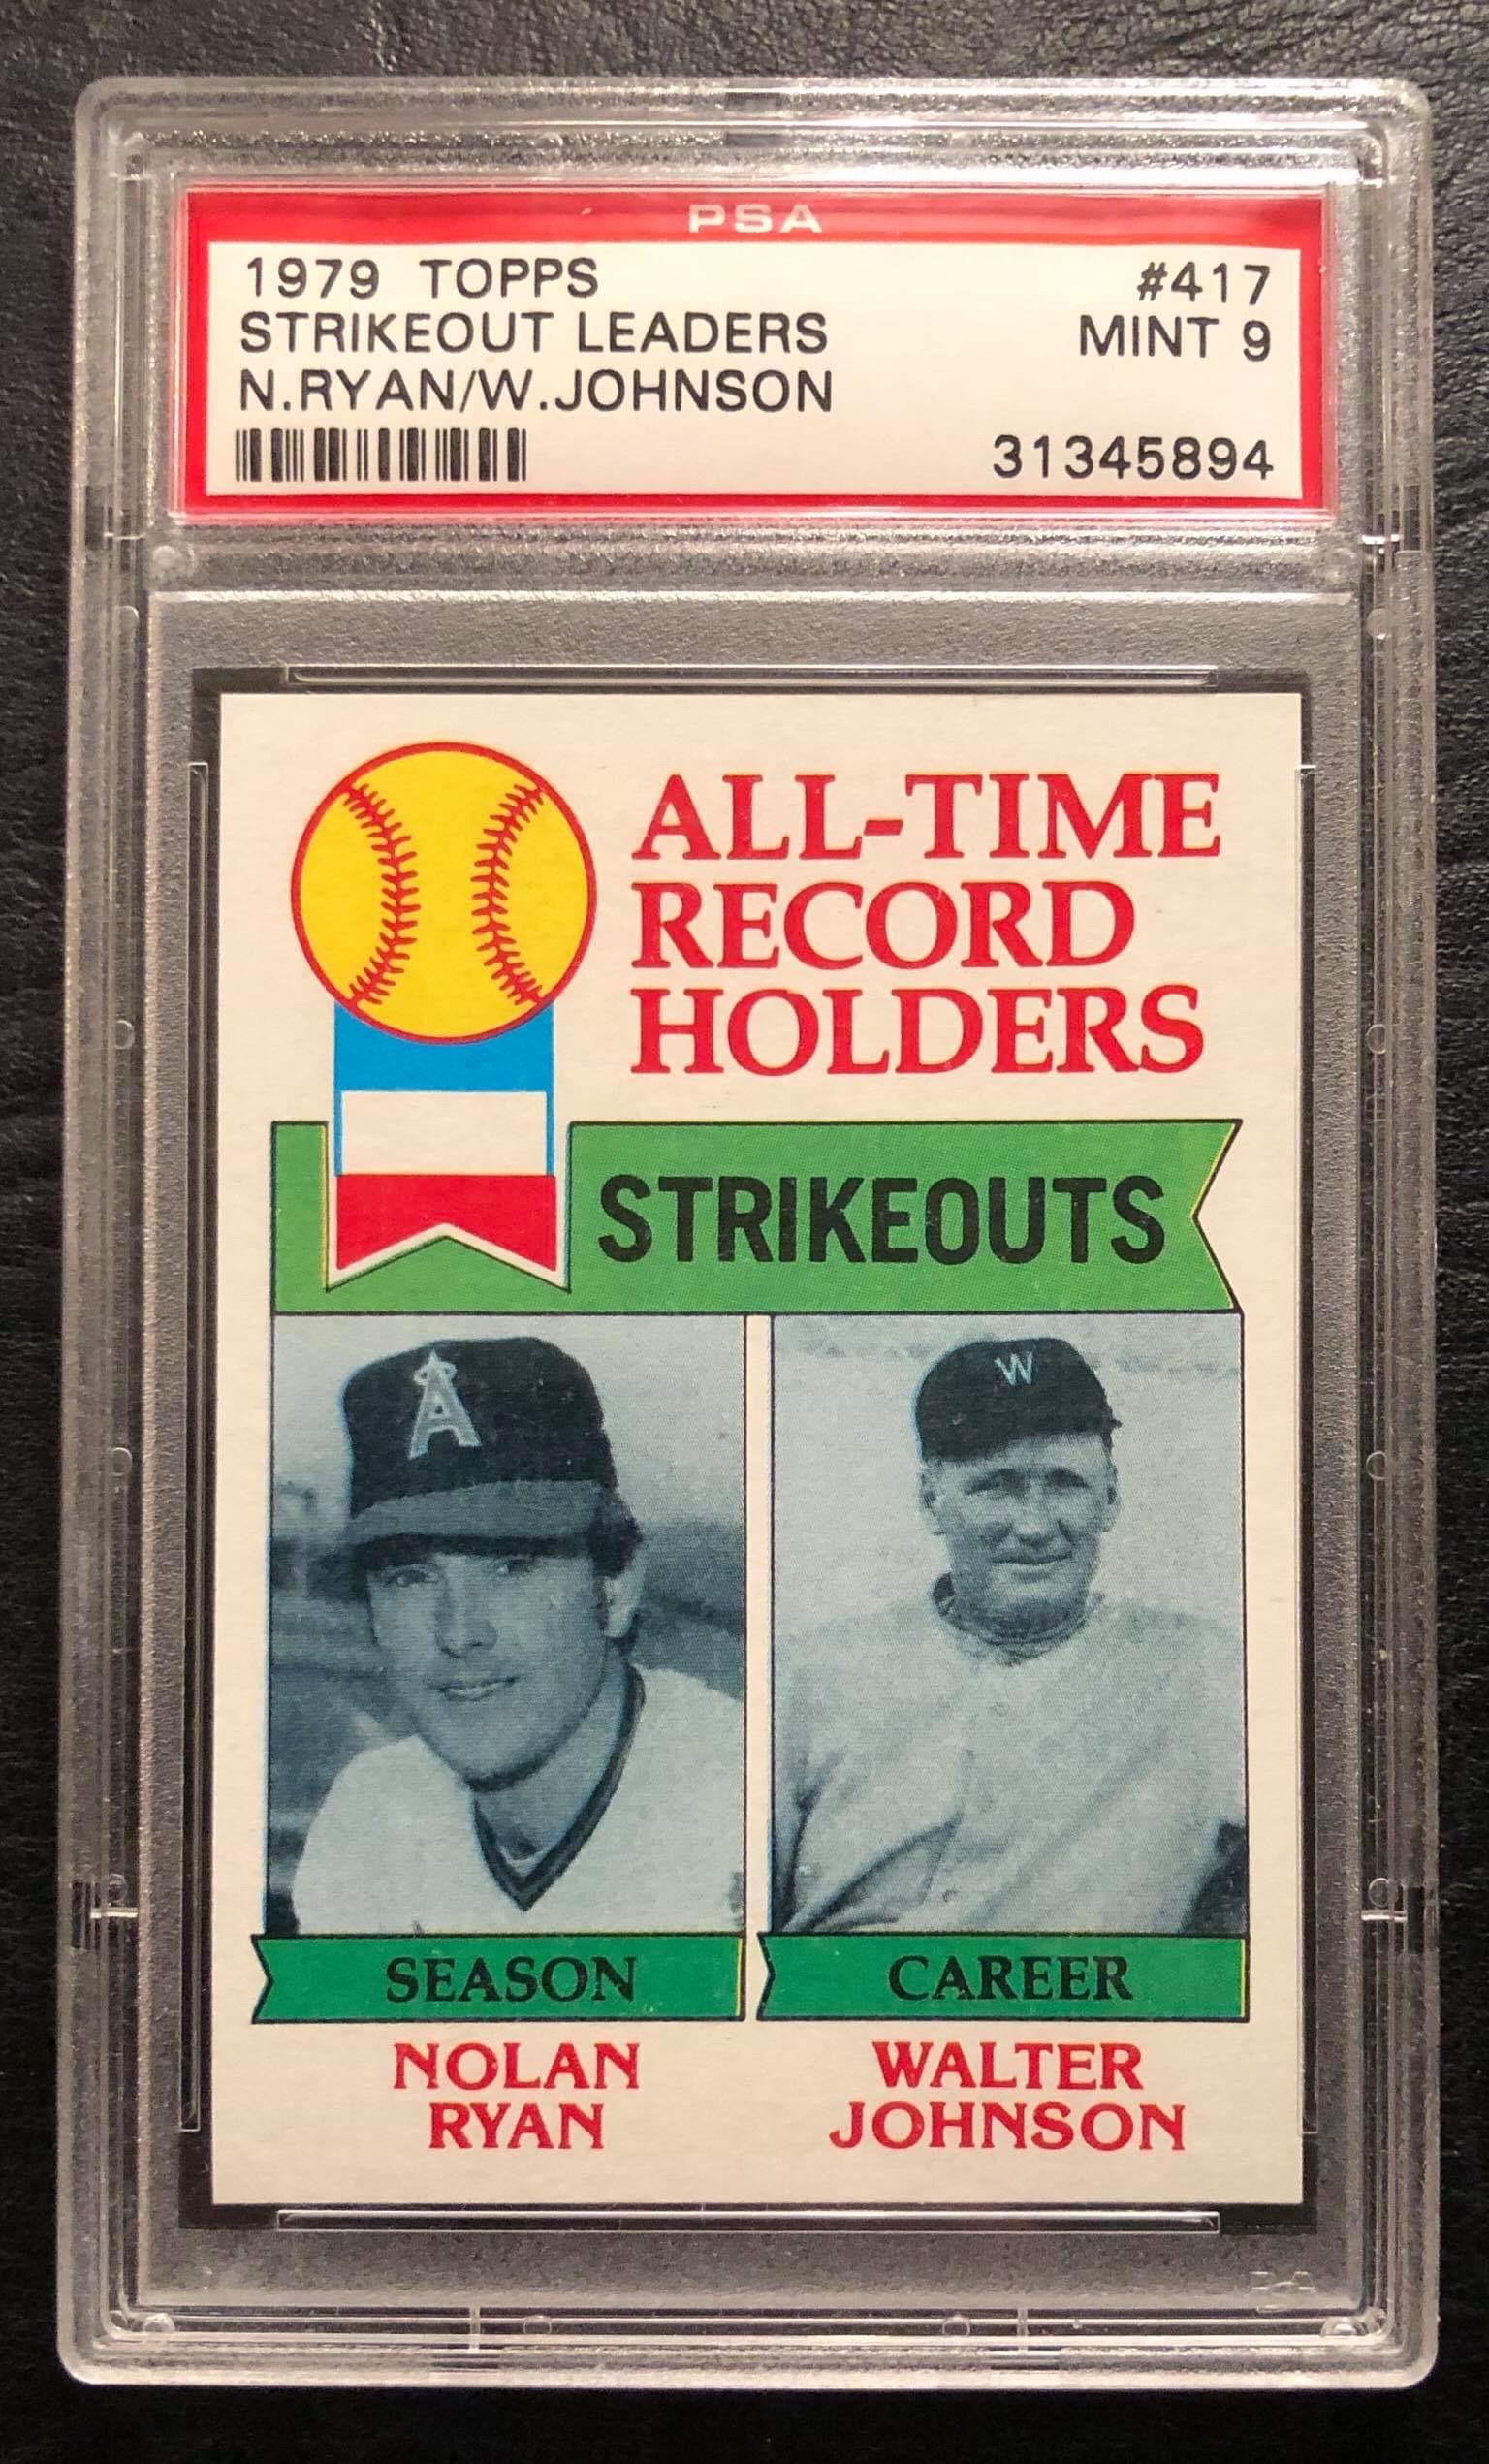 PSA
1979 TOPPS #417
STRIKEOUT LEADERS MINT 9
N.RYAN/W.JOHNSON
31345894
ALL-TIME
RECORD
HOLDERS
STRIKEOUTS
A
W
SEASON CAREER
NOLAN WALTER
RYAN JOHNSON
PSA